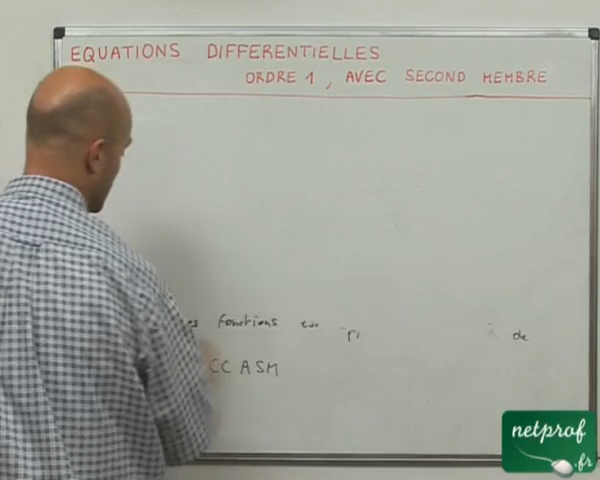 EQUATIONS DIFFERENTIELLES
ORDRE 1, AVEC SECOND MEMBRE
fonctions
de
CC ASM
netprof
.fr